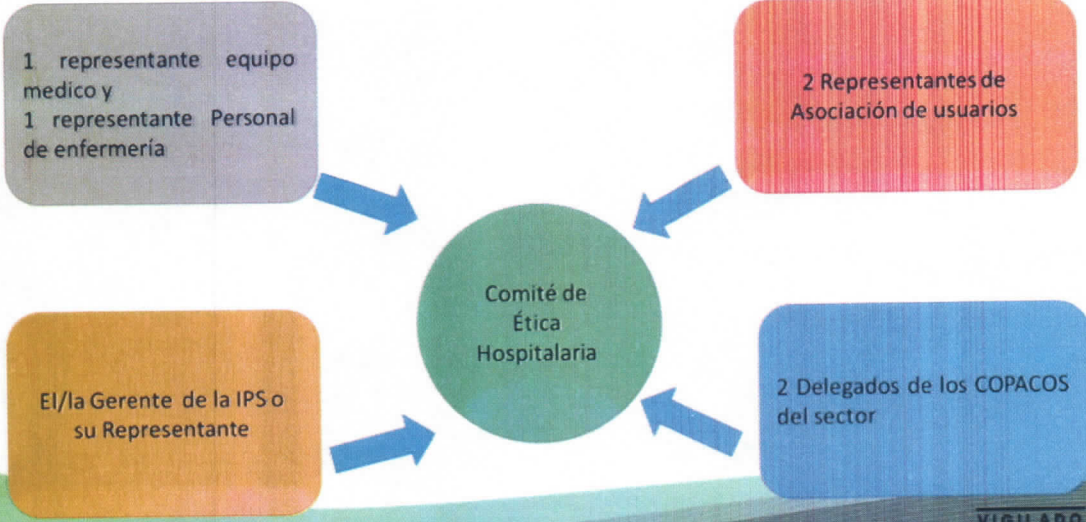 1 representante equipo
medico y
1 representante Personal
de enfermería
2 Representantes de
Asociación de usuarios
Comité de
Ética
Hospitalaria
El/la Gerente de la IPS o
su Representante
2 Delegados de los COPACOS
del sector